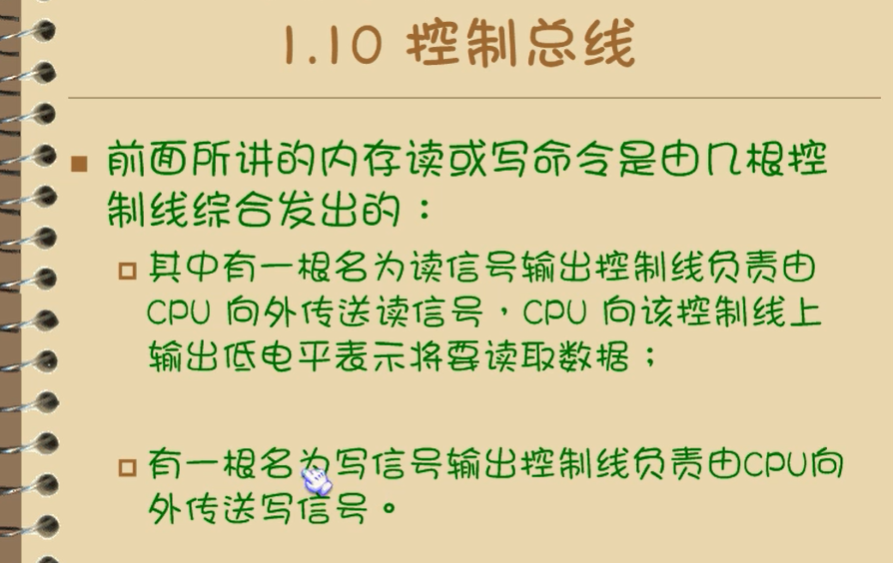 1.10 控制总线
前面所讲的内存读或写命令是由几根控
制线综合发出的：
其中有一根名为读信号输出控制线负责由
CPU 向外传送读信号，CPU 向该控制线上
输出低电平表示将要读取数据；
有一根名为写信号输出控制线负责由CPU向
外传送写信号。